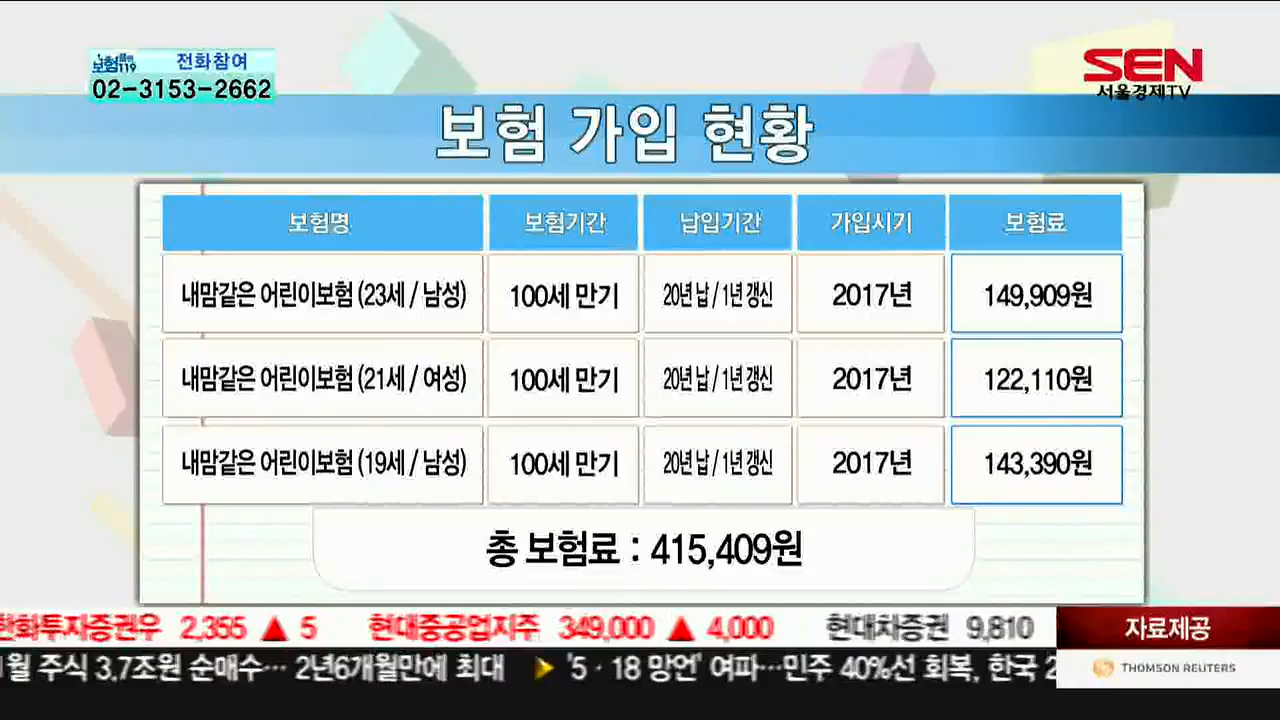 보험119 전화참여
02-3153-2662
SEN
서울경제TV
보험 가입 현황
보험명 보험기간 납입기간 가입시기 보험료
내맘같은 어린이보험 (23세 / 남성) 100세 만기 20년 납 / 1년 갱신 2017년 149,909원
내맘같은 어린이보험 (21세 / 여성) 100세 만기 20년 납 / 1년 갱신 2017년 122,110원
내맘같은 어린이보험 (19세 / 남성) 100세 만기 20년 납 / 1년 갱신 2017년 143,390원
총 보험료 : 415,409원
한화투자증권우 2,355 ▲ 5 현대중공업지주 349,000 ▲ 4,000 현대차증권 9,810 자료제공
1월 주식 3.7조원 순매수… 2년6개월만에 최대 ▶ '5·18 망언' 여파…민주 40%선 회복, 한국 2 THOMSON REUTERS